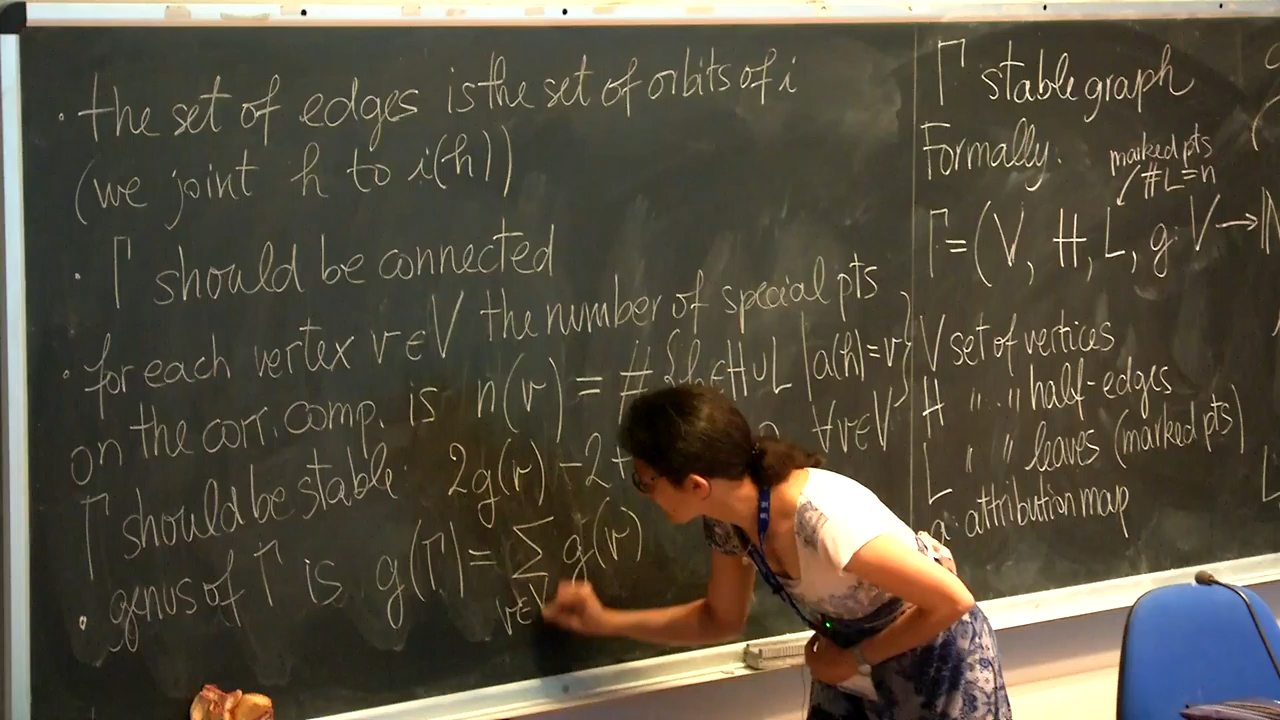 · the set of edges is the set of orbits of i
(we joint h to i(h))
· Γ should be connected
· for each vertex v∈V the number of special pts
on the corr. comp. is n(v) = #{h∈H∪L | a(h)=v}
Γ should be stable: 2g(v)-2+ ∀v∈V
· genus of Γ is g(Γ) = ∑ g(v)
v∈V
Γ stable graph
Formally:
marked pts
#L=n
Γ=(V, H, L, g: V→ℕ
V set of vertices
H " " half-edges
L " " leaves (marked pts)
a: attribution map